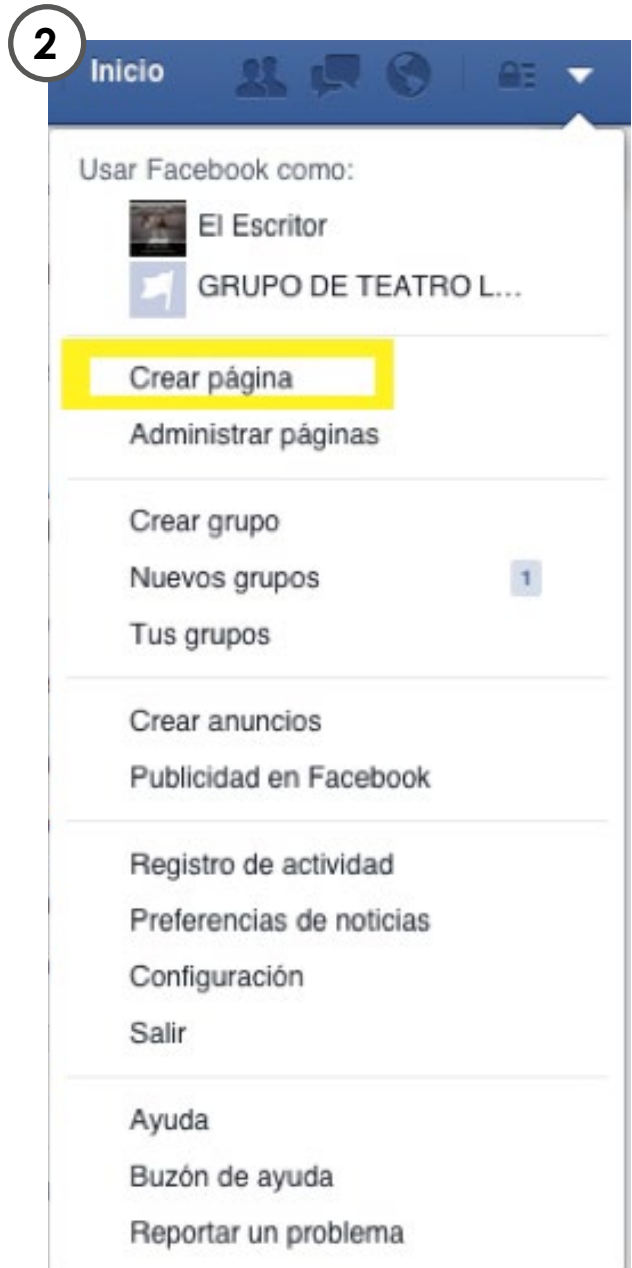 2
Inicio
Usar Facebook como:
El Escritor
GRUPO DE TEATRO L...
Crear página
Administrar páginas
Crear grupo
Nuevos grupos 1
Tus grupos
Crear anuncios
Publicidad en Facebook
Registro de actividad
Preferencias de noticias
Configuración
Salir
Ayuda
Buzón de ayuda
Reportar un problema